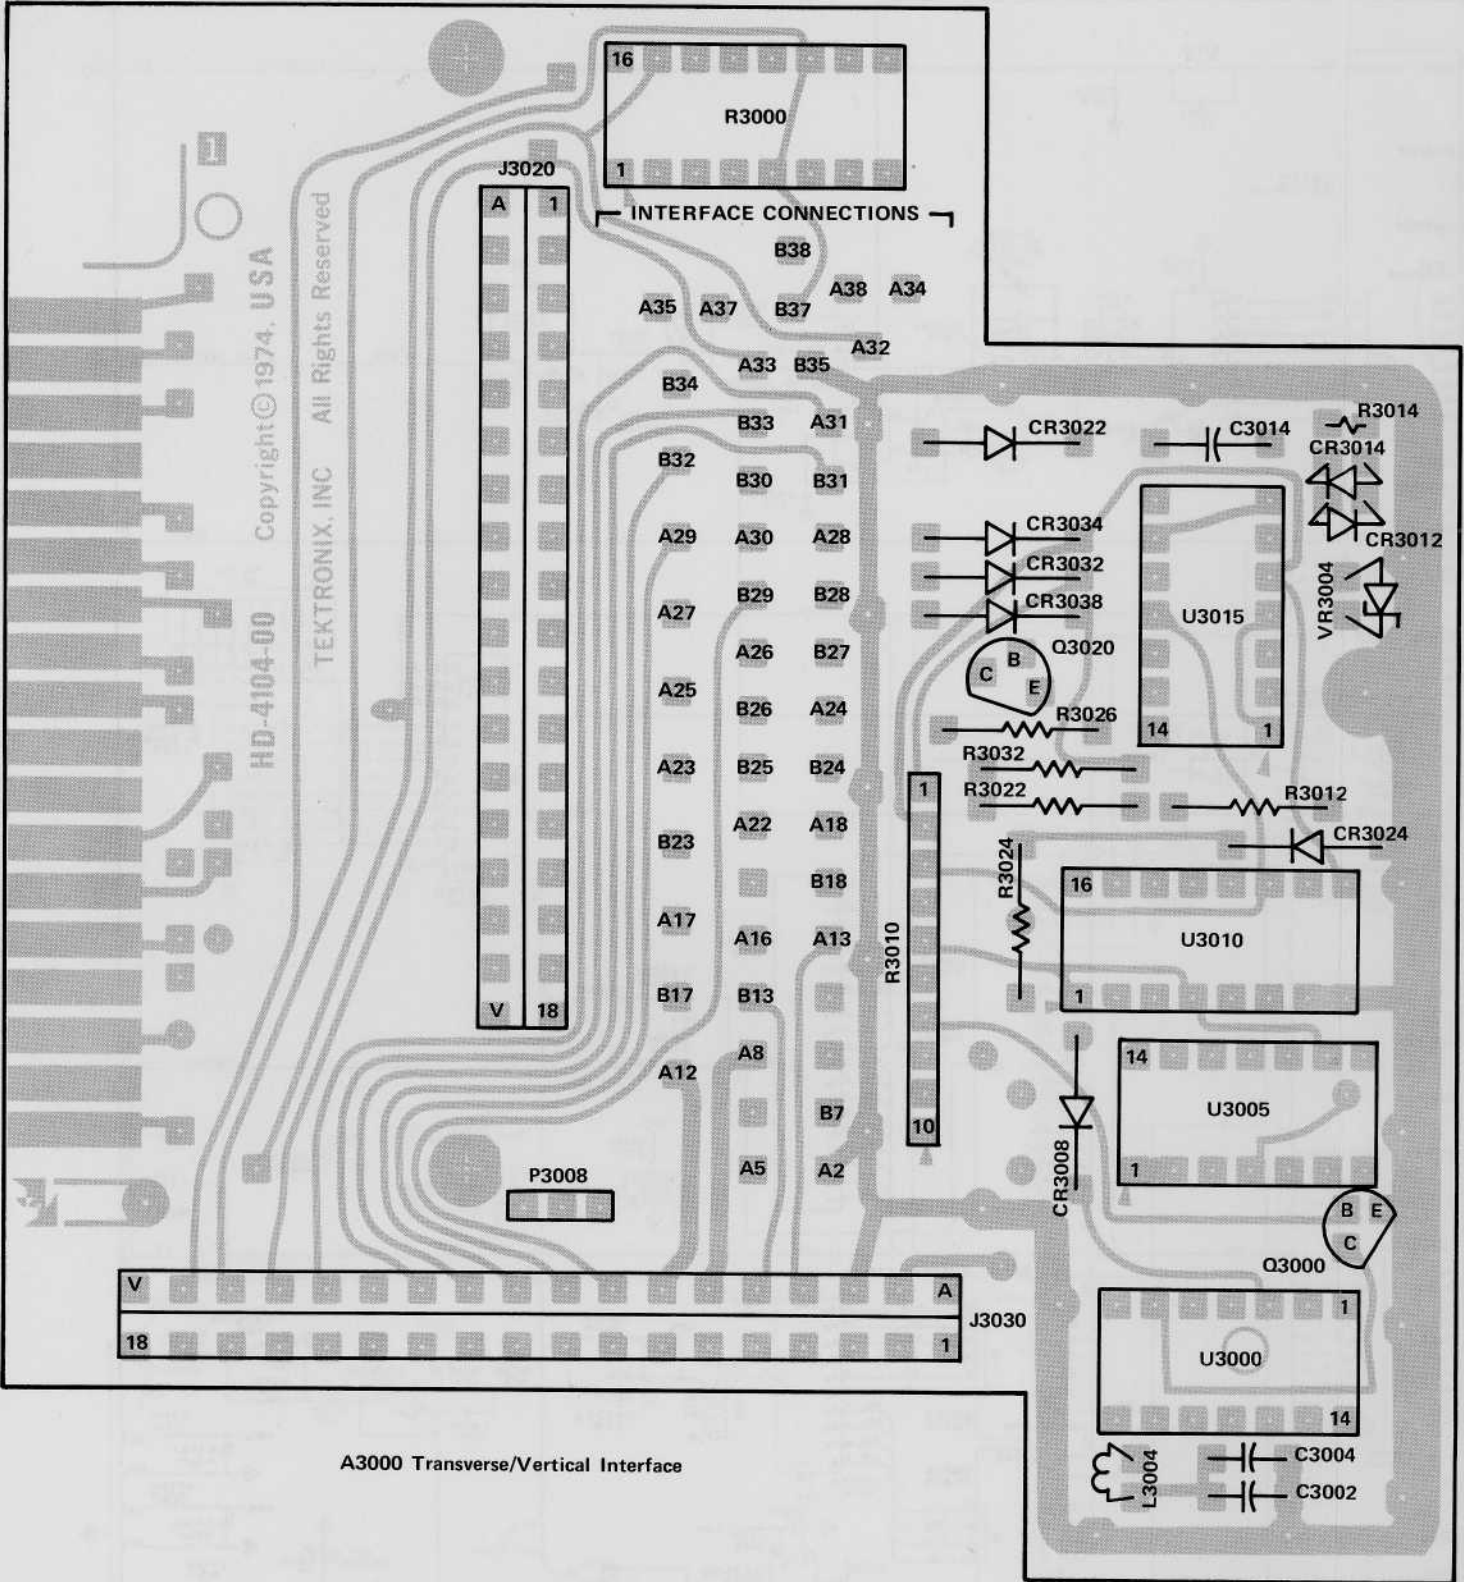 16
R3000
1
J3020
A 1
INTERFACE CONNECTIONS
B38
A38 A34
A35 A37 B37
A32
A33 B35
B34
B33 A31
B32
B30 B31
A29 A30 A28
B29 B28
A27
A26 B27
A25
B26 A24
A23 B25 B24
A22 A18
B23
B18
A17
A16 A13
B17 B13
A8
A12
B7
A5 A2
V 18
1
HD-4104-00 Copyright © 1974, USA
TEKTRONIX, INC All Rights Reserved
CR3022
C3014
R3014
CR3014
CR3034
CR3012
CR3032
VR3004
CR3038
U3015
Q3020
B
C
E
R3026
14 1
R3032
R3022
R3012
1
R3010
10
CR3024
R3024
16
U3010
1
14
U3005
1
CR3008
B E
C
Q3000
P3008
V A
J3030
18 1
1
U3000
14
L3004
C3004
C3002
A3000 Transverse/Vertical Interface